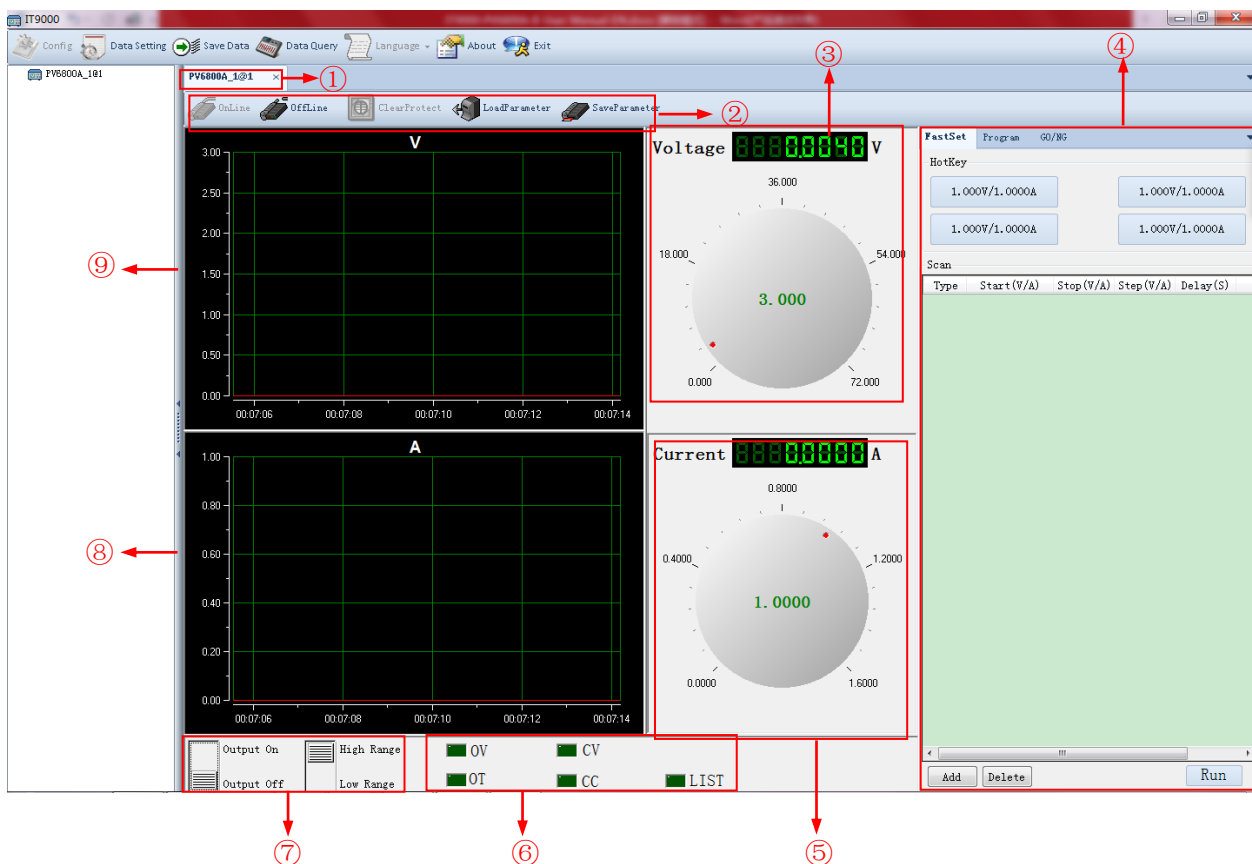 IT9000
Config Data Setting Save Data Data Query Language About Exit
PV6800A_1@1
PV6800A_1@1 ×
①
②
③
④
OnLine OffLine ClearProtect LoadParameter SaveParameter
V
3.00
2.50
2.00
1.50
1.00
0.50
0.00
00:07:06 00:07:08 00:07:10 00:07:12 00:07:14
⑨
Voltage 0.0040 V
36.000
18.000 54.000
3.000
0.000 72.000
FastSet Program GO/NG
HotKey
1.000V/1.0000A 1.000V/1.0000A
1.000V/1.0000A 1.000V/1.0000A
Scan
Type Start(V/A) Stop(V/A) Step(V/A) Delay(S)
A
1.00
0.80
0.60
0.40
0.20
0.00
00:07:06 00:07:08 00:07:10 00:07:12 00:07:14
⑧
Current 0.0000 A
0.8000
0.4000 1.2000
1.0000
0.0000 1.6000
Output On High Range
Output Off Low Range
OV CV
OT CC LIST
Add Delete Run
⑦
⑥
⑤